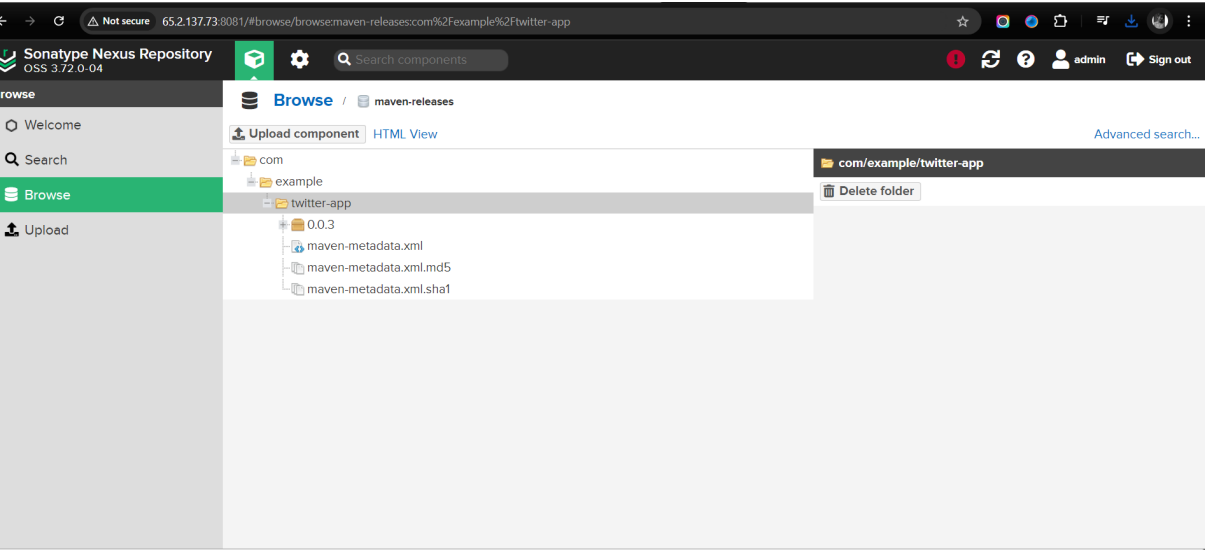 Not secure 65.2.137.73:8081/#browse/browse:maven-releases:com%2Fexample%2Ftwitter-app
Sonatype Nexus Repository
OSS 3.72.0-04
Search components
admin
Sign out
rowse
Browse / maven-releases
Welcome
Upload component HTML View Advanced search...
Search
com
com/example/twitter-app
example
Delete folder
Browse
twitter-app
0.0.3
Upload
maven-metadata.xml
maven-metadata.xml.md5
maven-metadata.xml.sha1